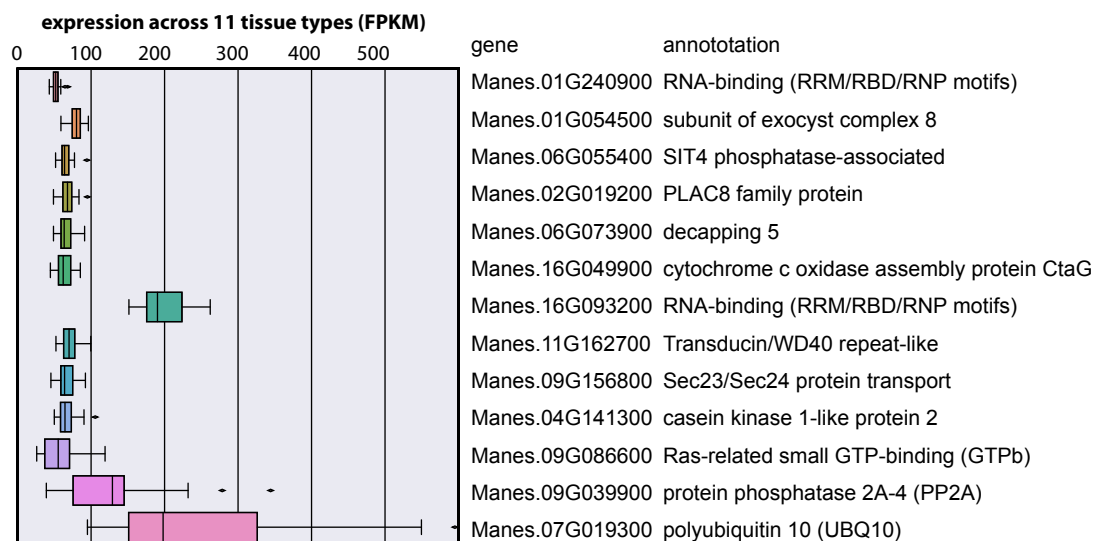 expression across 11 tissue types (FPKM)
0 100 200 300 400 500
gene annototation
Manes.01G240900 RNA-binding (RRM/RBD/RNP motifs)
Manes.01G054500 subunit of exocyst complex 8
Manes.06G055400 SIT4 phosphatase-associated
Manes.02G019200 PLAC8 family protein
Manes.06G073900 decapping 5
Manes.16G049900 cytochrome c oxidase assembly protein CtaG
Manes.16G093200 RNA-binding (RRM/RBD/RNP motifs)
Manes.11G162700 Transducin/WD40 repeat-like
Manes.09G156800 Sec23/Sec24 protein transport
Manes.04G141300 casein kinase 1-like protein 2
Manes.09G086600 Ras-related small GTP-binding (GTPb)
Manes.09G039900 protein phosphatase 2A-4 (PP2A)
Manes.07G019300 polyubiquitin 10 (UBQ10)